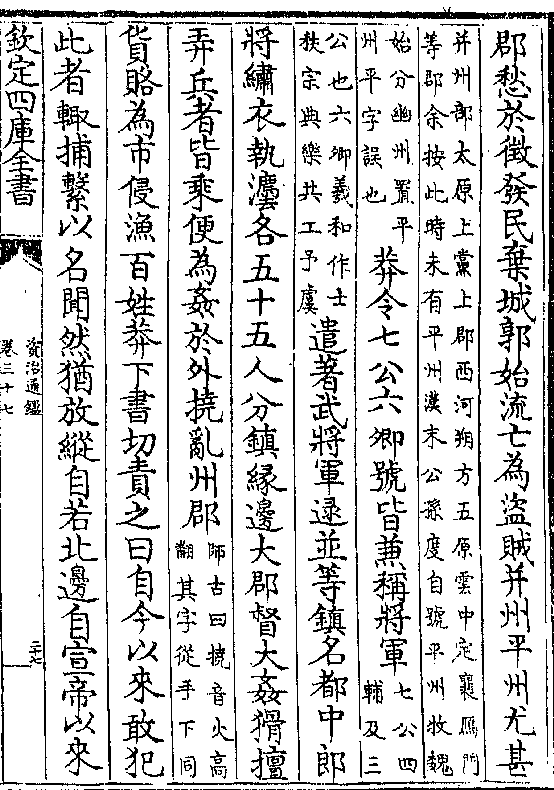 郡愁於徵發民棄城郭始流亡為盜賊并州平州尤甚
并州部太原上黨上郡西河朔方五原雲中定襄鴈門
等郡余按此時未有平州漢末公孫度自號平州牧魏
始分幽州置平
州平字誤也
莽令七公六卿號皆兼稱將軍
七公四
輔及三
公也六卿羲和作士
秩宗典樂共工予虞
遣著武將軍逯並等鎮名都中郎
將繡衣執灋各五十五人分鎮緣邊大郡督大姦猾擅
弄兵者皆乘便為姦於外撓亂州郡
師古曰撓音火高
翻其字從手下同
貨賂為市侵漁百姓莽下書切責之曰自今以來敢犯
此者輒捕繫以名聞然猶放縱自若北邊自宣帝以來
欽定四庫全書
資治通鑑
卷三十七